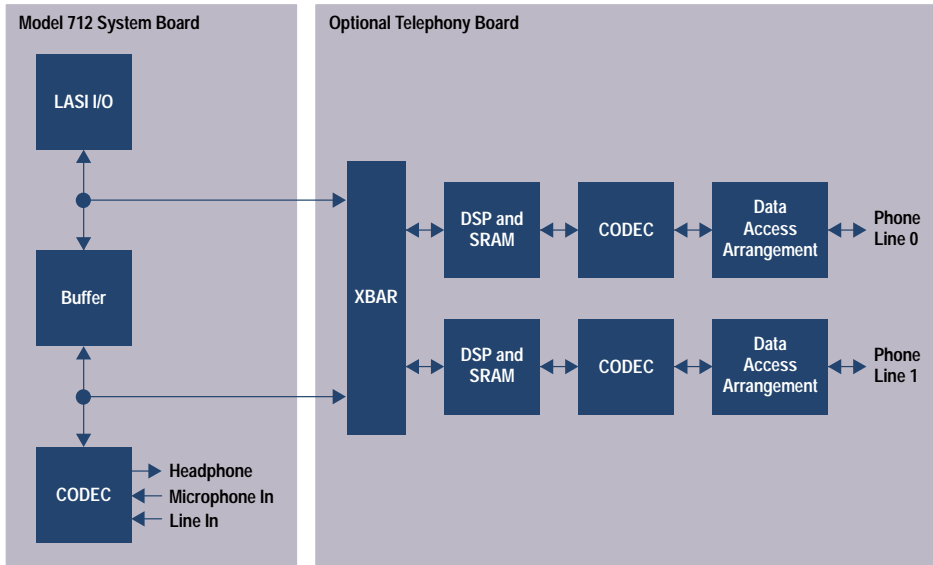 Model 712 System Board
Optional Telephony Board
LASI I/O
Buffer
CODEC
Headphone
Microphone In
Line In
XBAR
DSP and
SRAM
CODEC
Data
Access
Arrangement
Phone
Line 0
DSP and
SRAM
CODEC
Data
Access
Arrangement
Phone
Line 1